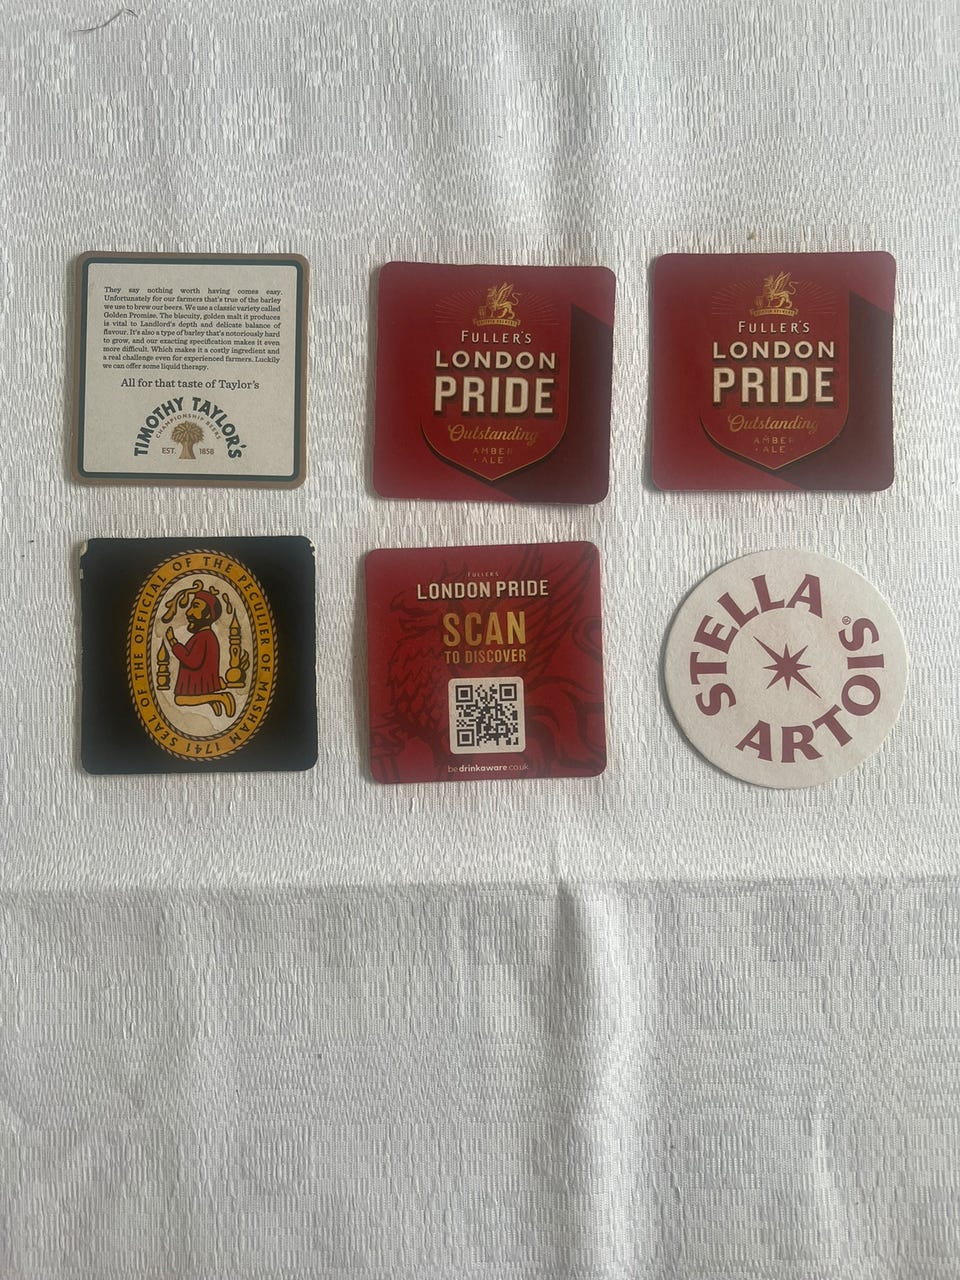 They say nothing worth having comes easy.
Unfortunately for our farmers that's true of the barley
we use to brew our beers. We use a classic variety called
Golden Promise. The biscuity, golden malt it produces
is vital to Landlord's depth and delicate balance of
flavour. It's also a type of barley that's notoriously hard
to grow, and our exacting specification makes it even
more difficult. Which makes it a costly ingredient and
a real challenge even for experienced farmers. Luckily
we can offer some liquid therapy.
All for that taste of Taylor's
TIMOTHY TAYLOR'S
CHAMPIONSHIP BEERS
EST. 1858
GRIFFIN BREWERY
FULLER'S
LONDON
PRIDE
Outstanding
AMBER
ALE
GRIFFIN BREWERY
FULLER'S
LONDON
PRIDE
Outstanding
AMBER
ALE
SEAL OF THE OFFICIAL OF THE PECULIER OF MASHAM 1741
FULLER'S
LONDON PRIDE
SCAN
TO DISCOVER
bedrinkaware.co.uk
STELLA
ARTOIS®